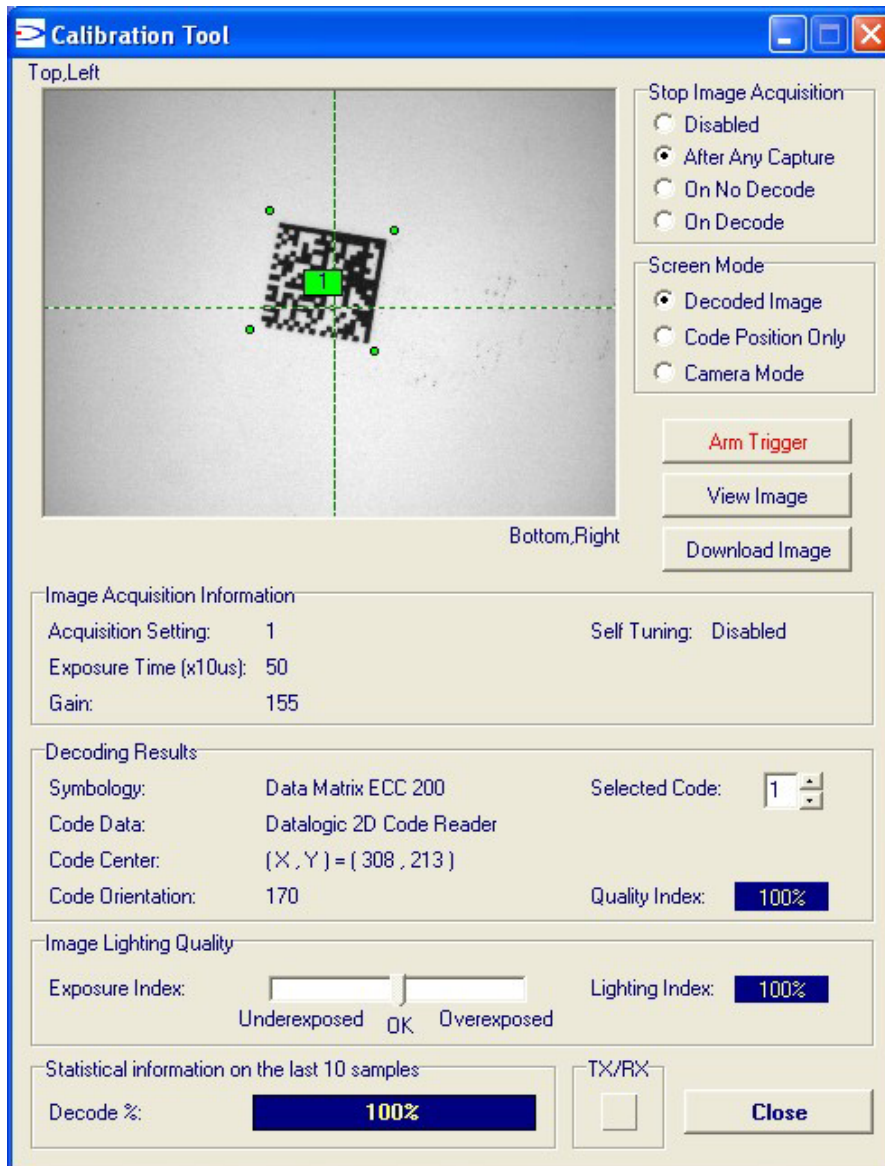 Calibration Tool
Top,Left
1
Bottom,Right
Stop Image Acquisition
Disabled
After Any Capture
On No Decode
On Decode
Screen Mode
Decoded Image
Code Position Only
Camera Mode
Arm Trigger
View Image
Download Image
Image Acquisition Information
Acquisition Setting: 1 Self Tuning: Disabled
Exposure Time (x10us): 50
Gain: 155
Decoding Results
Symbology: Data Matrix ECC 200 Selected Code: 1
Code Data: Datalogic 2D Code Reader
Code Center: ( X , Y ) = ( 308 , 213 )
Code Orientation: 170 Quality Index: 100%
Image Lighting Quality
Exposure Index: Lighting Index: 100%
Underexposed OK Overexposed
Statistical information on the last 10 samples TX/RX
Decode %: 100% Close